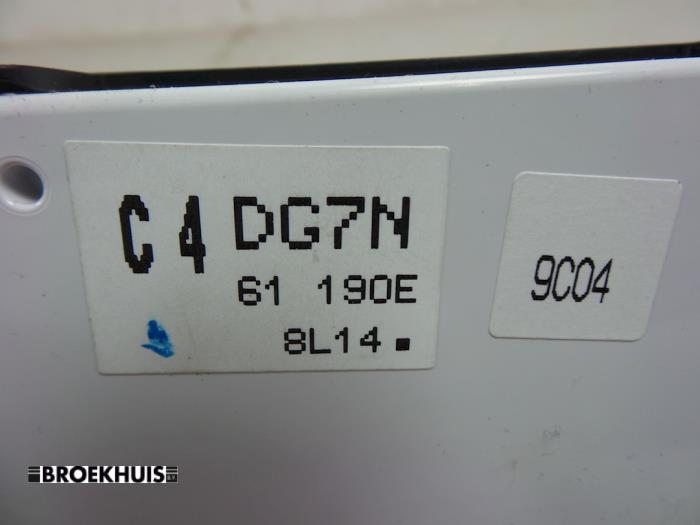 C4 DG7N
61 190E
8L14.
9C04
BROEKHUIS